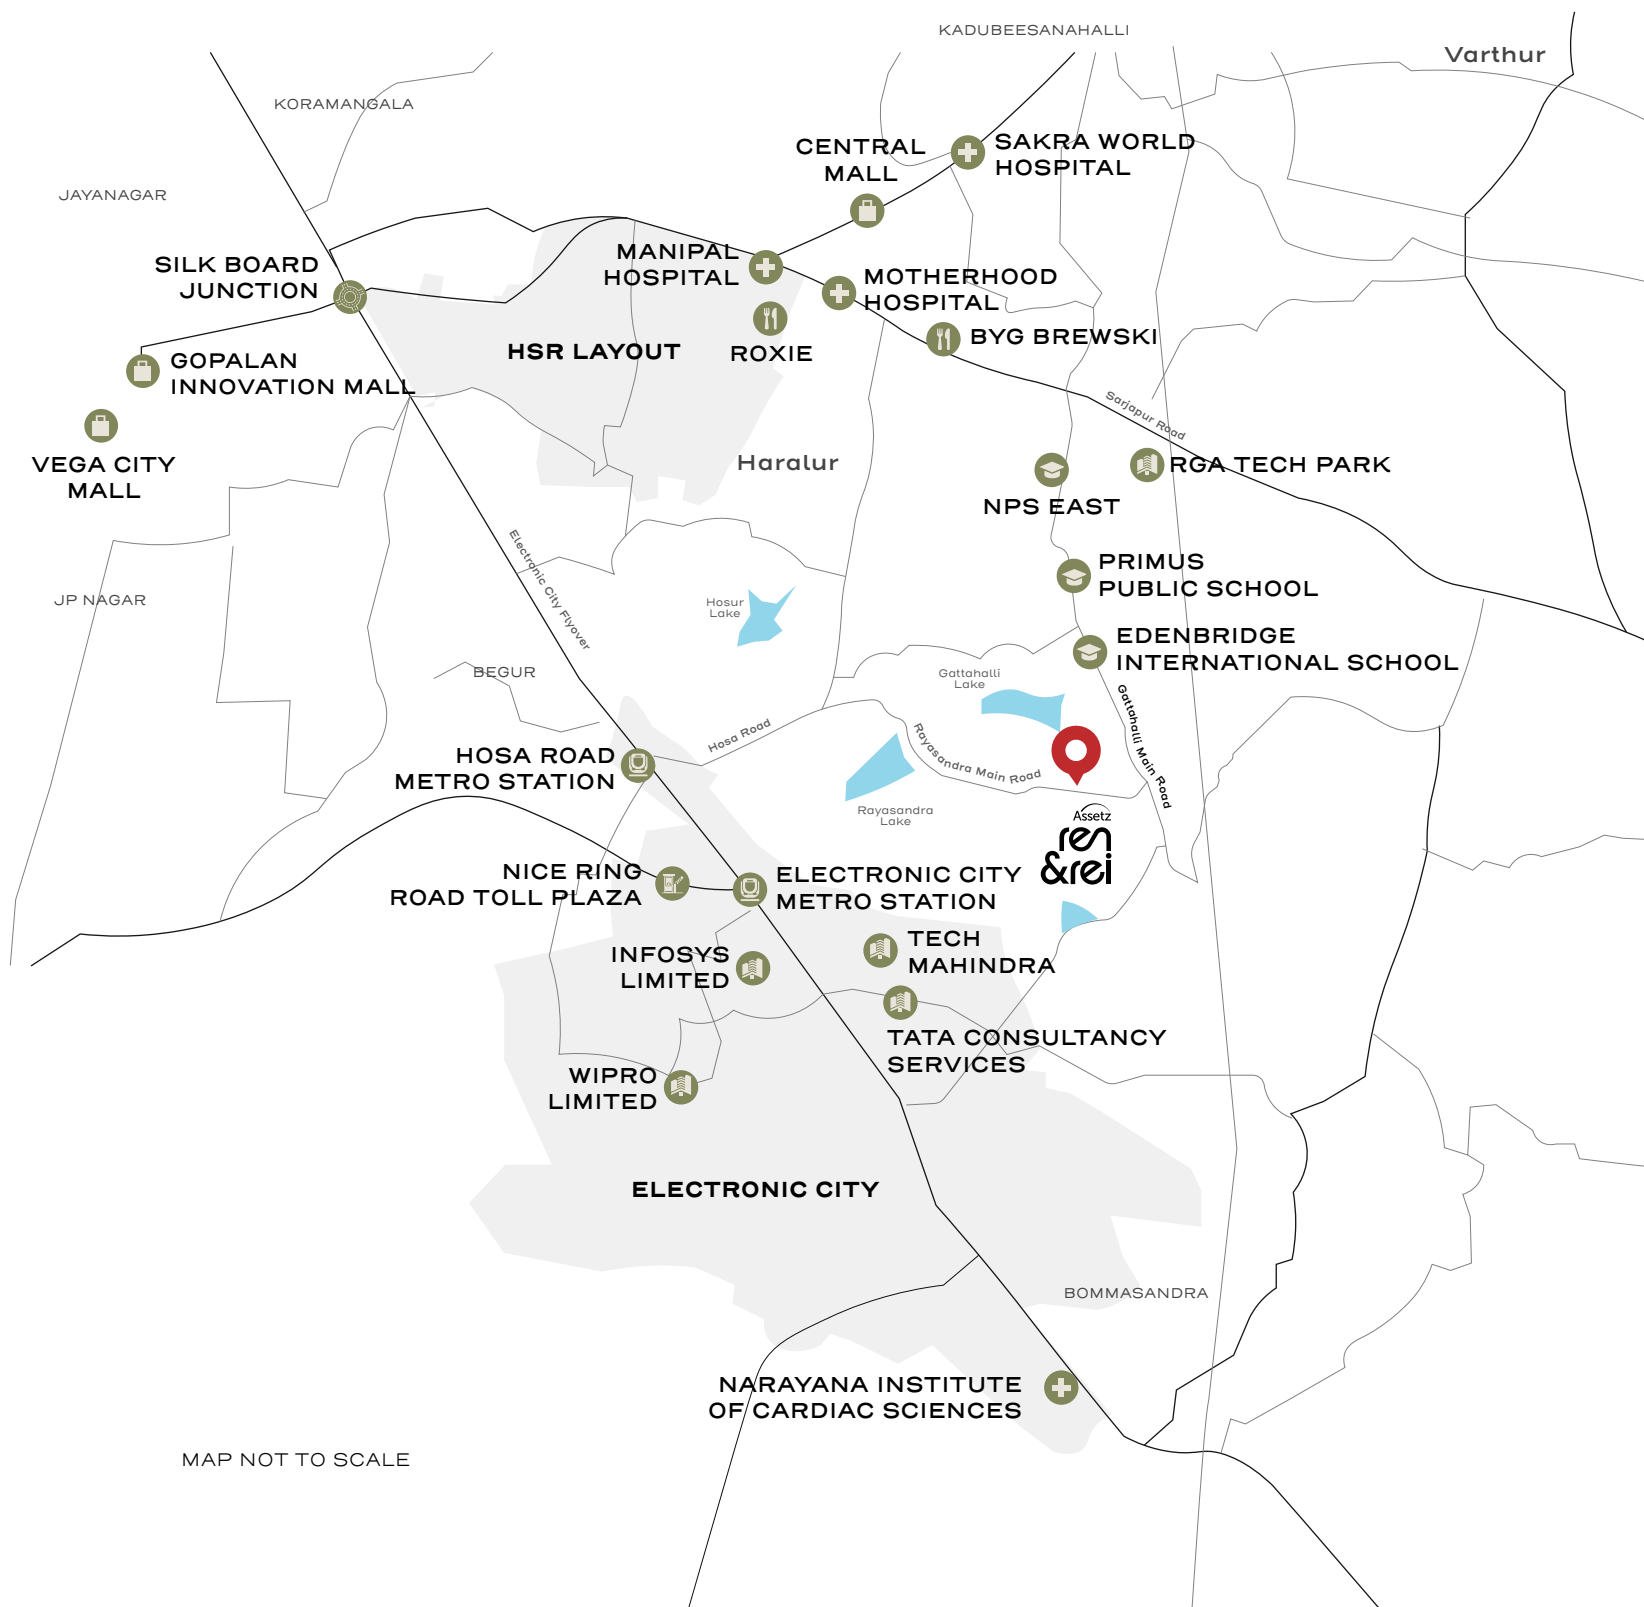 KADUBEESANAHALLI
Varthur
KORAMANGALA
CENTRAL
MALL
SAKRA WORLD
HOSPITAL
JAYANAGAR
SILK BOARD
JUNCTION
MANIPAL
HOSPITAL
MOTHERHOOD
HOSPITAL
BYG BREWSKI
HSR LAYOUT
ROXIE
GOPALAN
INNOVATION MALL
Sarjapur Road
VEGA CITY
MALL
Haralur
RGA TECH PARK
NPS EAST
Electronic City Flyover
PRIMUS
PUBLIC SCHOOL
JP NAGAR
Hosur
Lake
EDENBRIDGE
INTERNATIONAL SCHOOL
BEGUR
Gattahalli
Lake
Gattahalli Main Road
Hosa Road
Rayasandra Main Road
HOSA ROAD
METRO STATION
Rayasandra
Lake
Assetz
ren
&rei
NICE RING
ROAD TOLL PLAZA
ELECTRONIC CITY
METRO STATION
INFOSYS
LIMITED
TECH
MAHINDRA
TATA CONSULTANCY
SERVICES
WIPRO
LIMITED
ELECTRONIC CITY
BOMMASANDRA
NARAYANA INSTITUTE
OF CARDIAC SCIENCES
MAP NOT TO SCALE